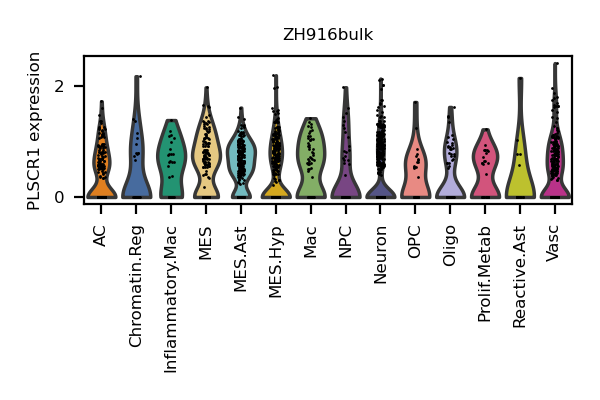 ZH916bulk
PLSCR1 expression
2
0
AC
Chromatin.Reg
Inflammatory.Mac
MES
MES.Ast
MES.Hyp
Mac
NPC
Neuron
OPC
Oligo
Prolif.Metab
Reactive.Ast
Vasc